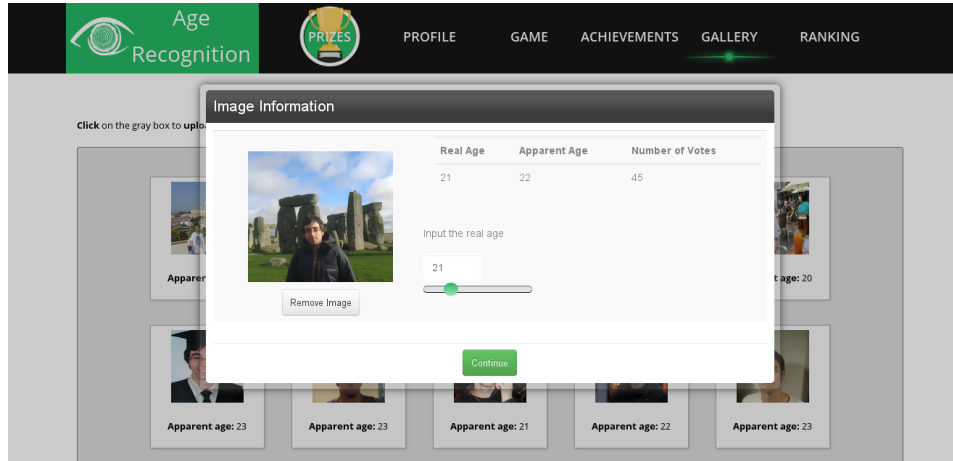 Age
Recognition
PRIZES
PROFILE
GAME
ACHIEVEMENTS
GALLERY
RANKING
Image Information
Click on the gray box to uplo
Real Age Apparent Age Number of Votes
21 22 45
Input the real age
21
Remove Image
Continue
Apparen
t age: 20
Apparent age: 23
Apparent age: 23
Apparent age: 21
Apparent age: 22
Apparent age: 23